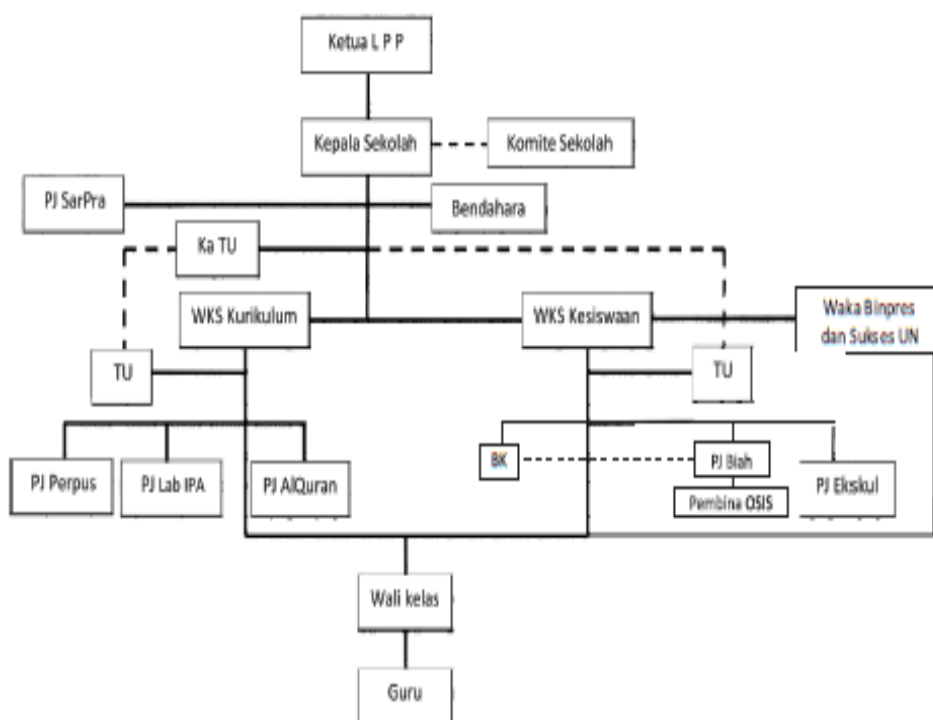 Ketua L P P
Kepala Sekolah
Komite Sekolah
PJ SarPra
Bendahara
Ka TU
WKS Kurikulum
WKS Kesiswaan
Waka Binpres
dan Sukses UN
TU
TU
BK
PJ Biah
PJ Perpus
PJ Lab IPA
PJ AlQuran
PJ Ekskul
Pembina OSIS
Wali kelas
Guru